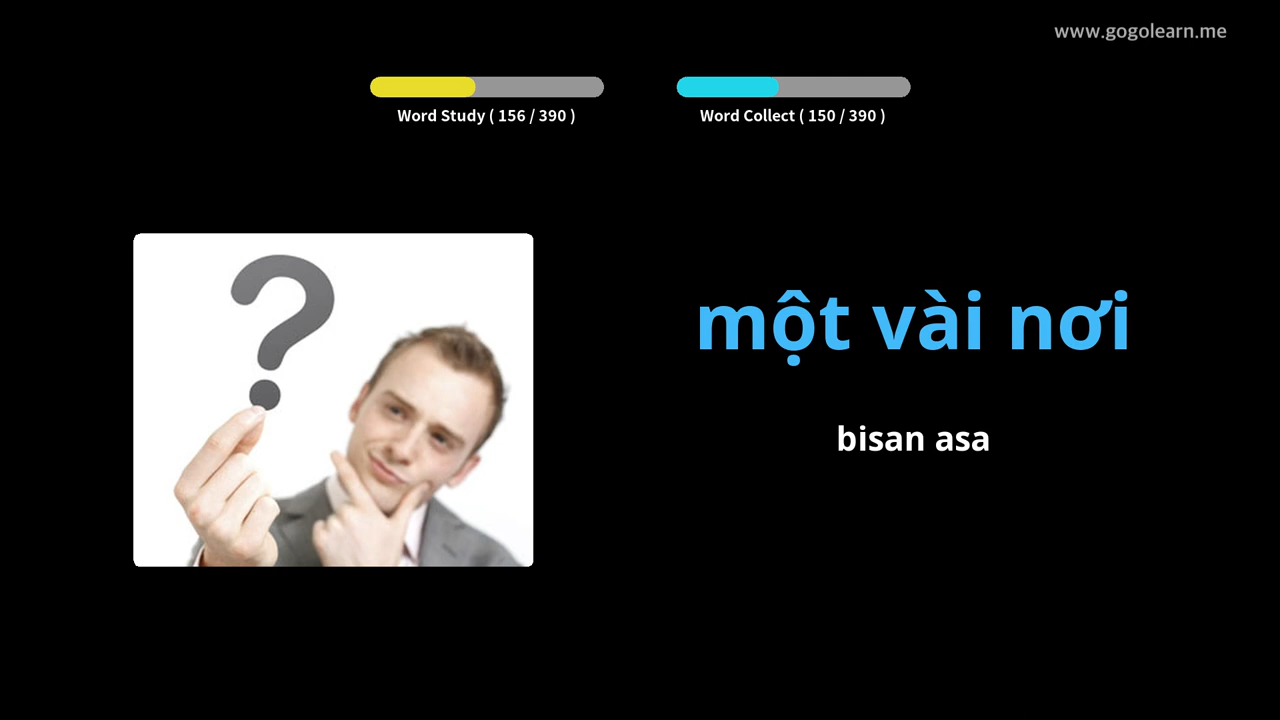 www.gogolearn.me
Word Study ( 156 / 390 )
Word Collect ( 150 / 390 )
một vài nơi
bisan asa